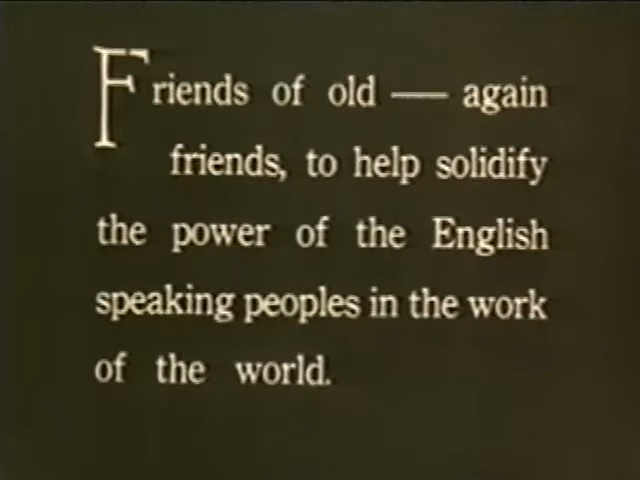 Friends of old — again
friends, to help solidify
the power of the English
speaking peoples in the work
of the world.